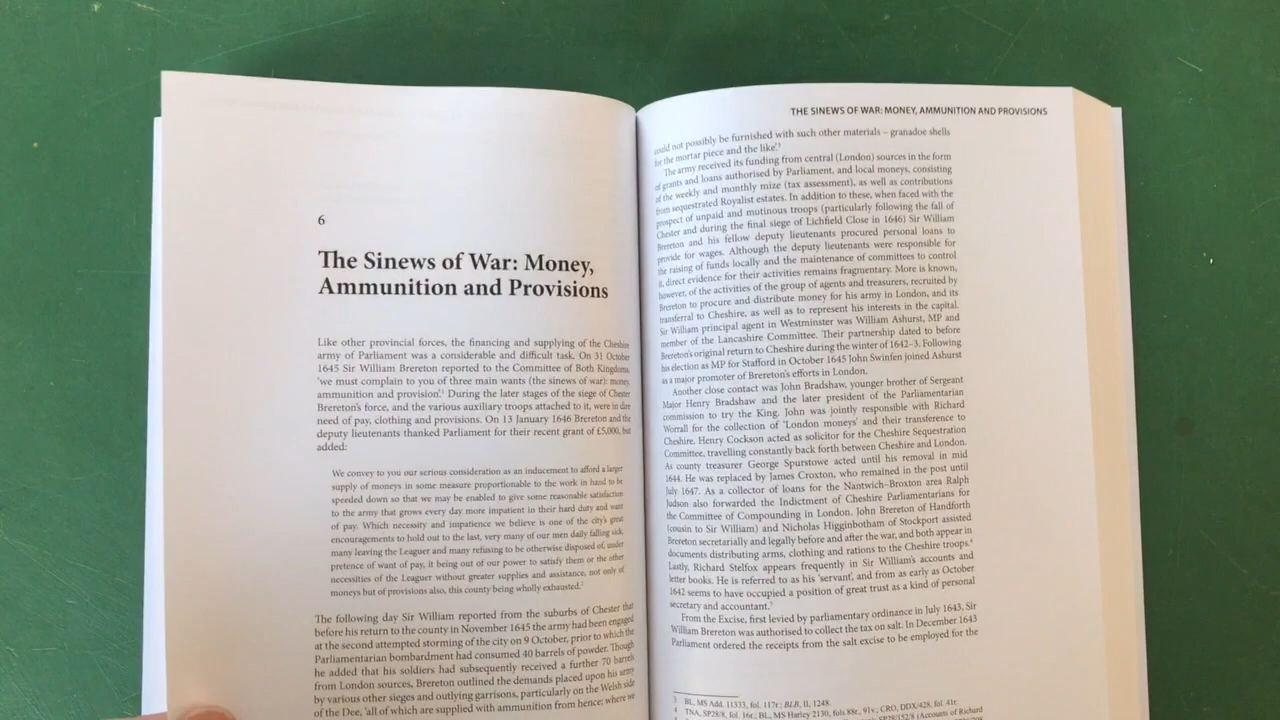 6
The Sinews of War: Money,
Ammunition and Provisions
Like other provincial forces, the financing and supplying of the Cheshire
army of Parliament was a considerable and difficult task. On 31 October
1645 Sir William Brereton reported to the Committee of Both Kingdoms,
‘we must complain to you of three main wants (the sinews of war): money,
ammunition and provision’.¹ During the later stages of the siege of Chester
Brereton's force, and the various auxiliary troops attached to it, were in dire
need of pay, clothing and provisions. On 13 January 1646 Brereton and the
deputy lieutenants thanked Parliament for their recent grant of £5,000, but
added:
We convey to you our serious consideration as an inducement to afford a larger
supply of moneys in some measure proportionable to the work in hand to be
speeded down so that we may be enabled to give some reasonable satisfaction
to the army that grows every day more impatient in their hard duty and want
of pay. Which necessity and impatience we believe is one of the city's great
encouragements to hold out to the last, very many of our men daily falling sick,
many leaving the Leaguer and many refusing to be otherwise disposed of, under
pretence of want of pay, it being out of our power to satisfy them or the other
necessities of the Leaguer without greater supplies and assistance, not only of
moneys but of provisions also, this county being wholly exhausted.²
The following day Sir William reported from the suburbs of Chester that
before his return to the county in November 1645 the army had been engaged
at the second attempted storming of the city on 9 October, prior to which the
Parliamentarian bombardment had consumed 40 barrels of powder. Though
he added that his soldiers had subsequently received a further 70 barrels
from London sources, Brereton outlined the demands placed upon his army
by various other sieges and outlying garrisons, particularly on the Welsh side
of the Dee, ‘all of which are supplied with ammunition from hence; where we
THE SINEWS OF WAR: MONEY, AMMUNITION AND PROVISIONS
could not possibly be furnished with such other materials – granadoe shells
for the mortar piece and the like’.³
The army received its funding from central (London) sources in the form
of grants and loans authorised by Parliament, and local moneys, consisting
of the weekly and monthly mize (tax assessment), as well as contributions
from sequestrated Royalist estates. In addition to these, when faced with the
prospect of unpaid and mutinous troops (particularly following the fall of
Chester and during the final siege of Lichfield Close in 1646) Sir William
Brereton and his fellow deputy lieutenants procured personal loans to
provide for wages. Although the deputy lieutenants were responsible for
the raising of funds locally and the maintenance of committees to control
it, direct evidence for their activities remains fragmentary. More is known,
however, of the activities of the group of agents and treasurers, recruited by
Brereton to procure and distribute money for his army in London, and its
transferral to Cheshire, as well as to represent his interests in the capital.
Sir William principal agent in Westminster was William Ashurst, MP and
member of the Lancashire Committee. Their partnership dated to before
Brereton's original return to Cheshire during the winter of 1642–3. Following
his election as MP for Stafford in October 1645 John Swinfen joined Ashurst
as a major promoter of Brereton's efforts in London.
Another close contact was John Bradshaw, younger brother of Sergeant
Major Henry Bradshaw and the later president of the Parliamentarian
commission to try the King. John was jointly responsible with Richard
Worrall for the collection of ‘London moneys’ and their transference to
Cheshire. Henry Cockson acted as solicitor for the Cheshire Sequestration
Committee, travelling constantly back forth between Cheshire and London.
As county treasurer George Spurstowe acted until his removal in mid
1644. He was replaced by James Croxton, who remained in the post until
July 1647. As a collector of loans for the Nantwich–Broxton area Ralph
Judson also forwarded the Indictment of Cheshire Parliamentarians for
the Committee of Compounding in London. John Brereton of Handforth
(cousin to Sir William) and Nicholas Higginbotham of Stockport assisted
Brereton secretarially and legally before and after the war, and both appear in
documents distributing arms, clothing and rations to the Cheshire troops.⁴
Lastly, Richard Stelfox appears frequently in Sir William's accounts and
letter books. He is referred to as his ‘servant’, and from as early as October
1642 seems to have occupied a position of great trust as a kind of personal
secretary and accountant.⁵
From the Excise, first levied by parliamentary ordinance in July 1643, Sir
William Brereton was authorised to collect the tax on salt. In December 1643
Parliament ordered the receipts from the salt excise to be employed for the
3 BL, MS Add. 11333, fol. 117r; BLB, II, 1248.
4 TNA, SP28/8, fol. 16r; BL, MS Harley 2130, fols 88r., 91v.; CRO, DDX/428, fol. 41r.
SP28/152/8 (Accounts of Richard